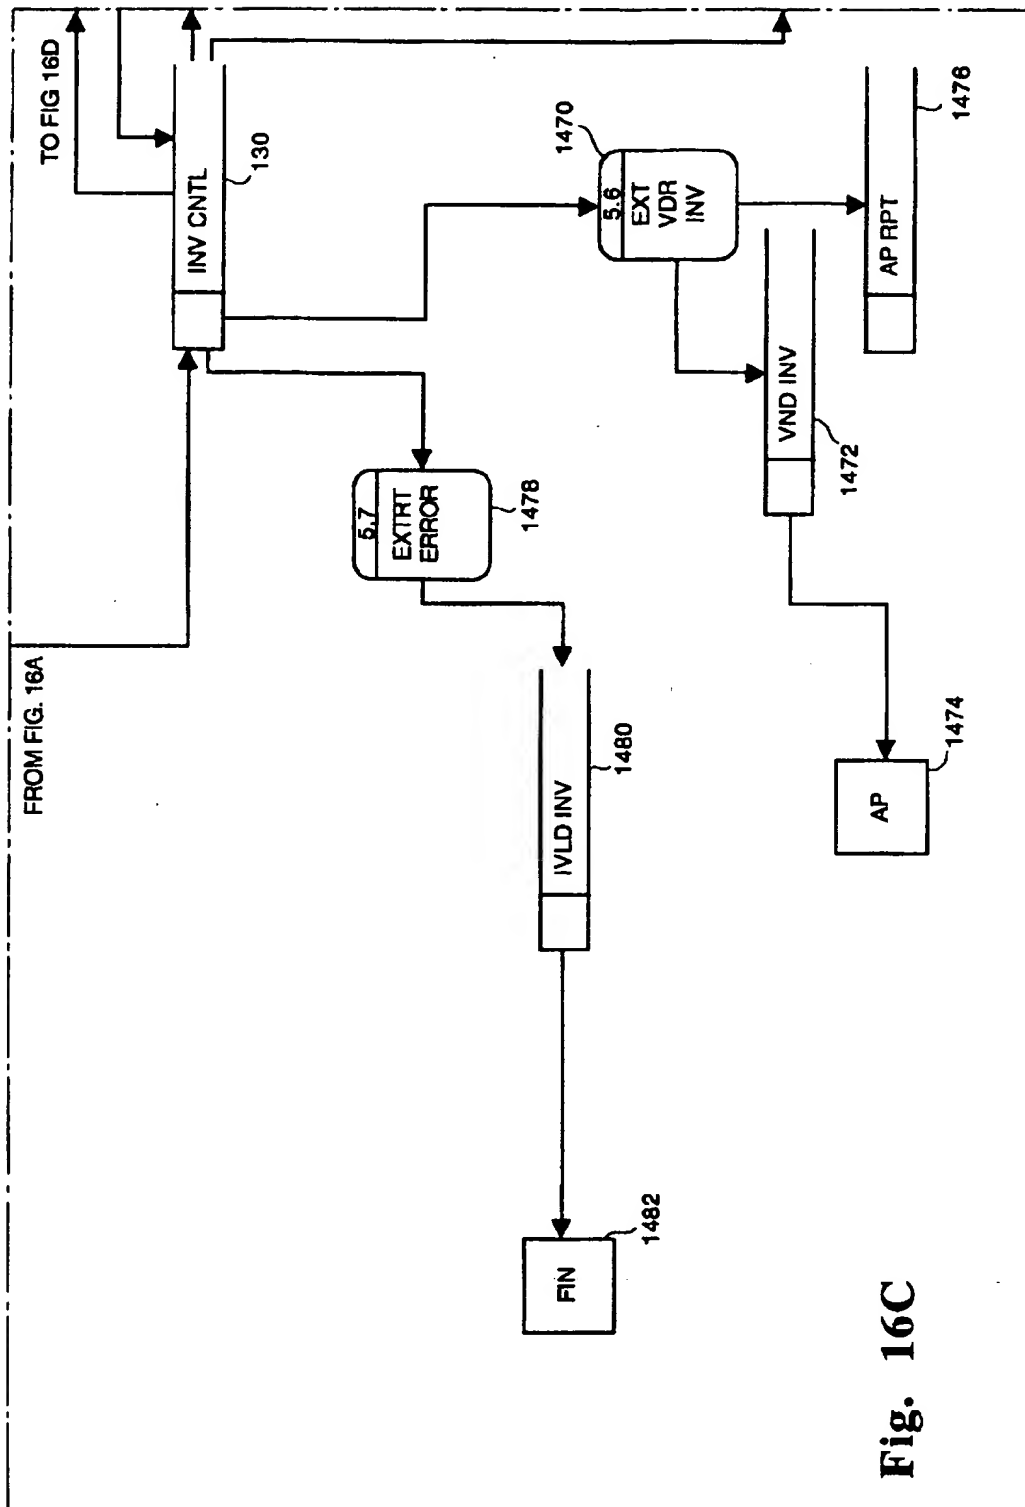 FROM FIG. 16A
TO FIG 16D
INV CNTL
130
5.7
EXTRT
ERROR
1478
5.6
EXT
VDR
INV
1470
FIN
1482
IVLD INV
1480
VND INV
1472
AP
1474
AP RPT
1476
Fig. 16C